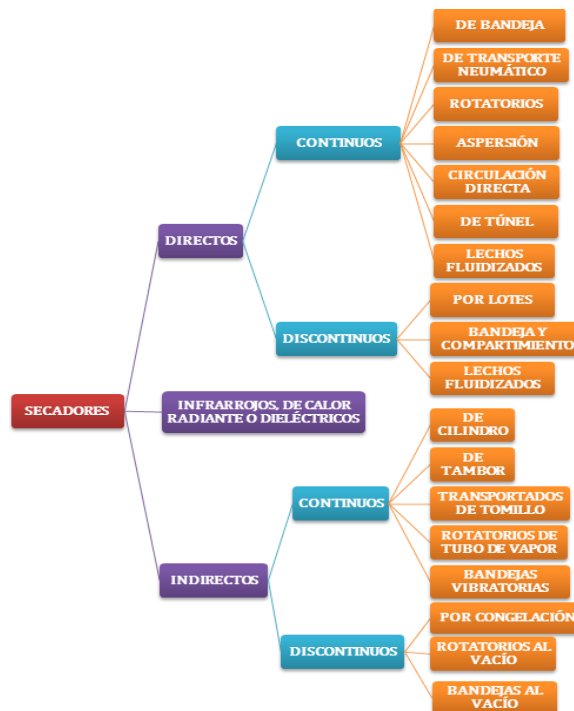 SECADORES
DIRECTOS
CONTINUOS
DE BANDEJA
DE TRANSPORTE
NEUMÁTICO
ROTATORIOS
ASPERSIÓN
CIRCULACIÓN
DIRECTA
DE TÚNEL
LECHOS
FLUIDIZADOS
DISCONTINUOS
POR LOTES
BANDEJA Y
COMPARTIMIENTO
LECHOS
FLUIDIZADOS
INFRARROJOS, DE CALOR
RADIANTE O DIELÉCTRICOS
INDIRECTOS
CONTINUOS
DE
CILINDRO
DE
TAMBOR
TRANSPORTADOS
DE TOMILLO
ROTATORIOS DE
TUBO DE VAPOR
BANDEJAS
VIBRATORIAS
DISCONTINUOS
POR CONGELACIÓN
ROTATORIOS AL
VACÍO
BANDEJAS AL
VACÍO